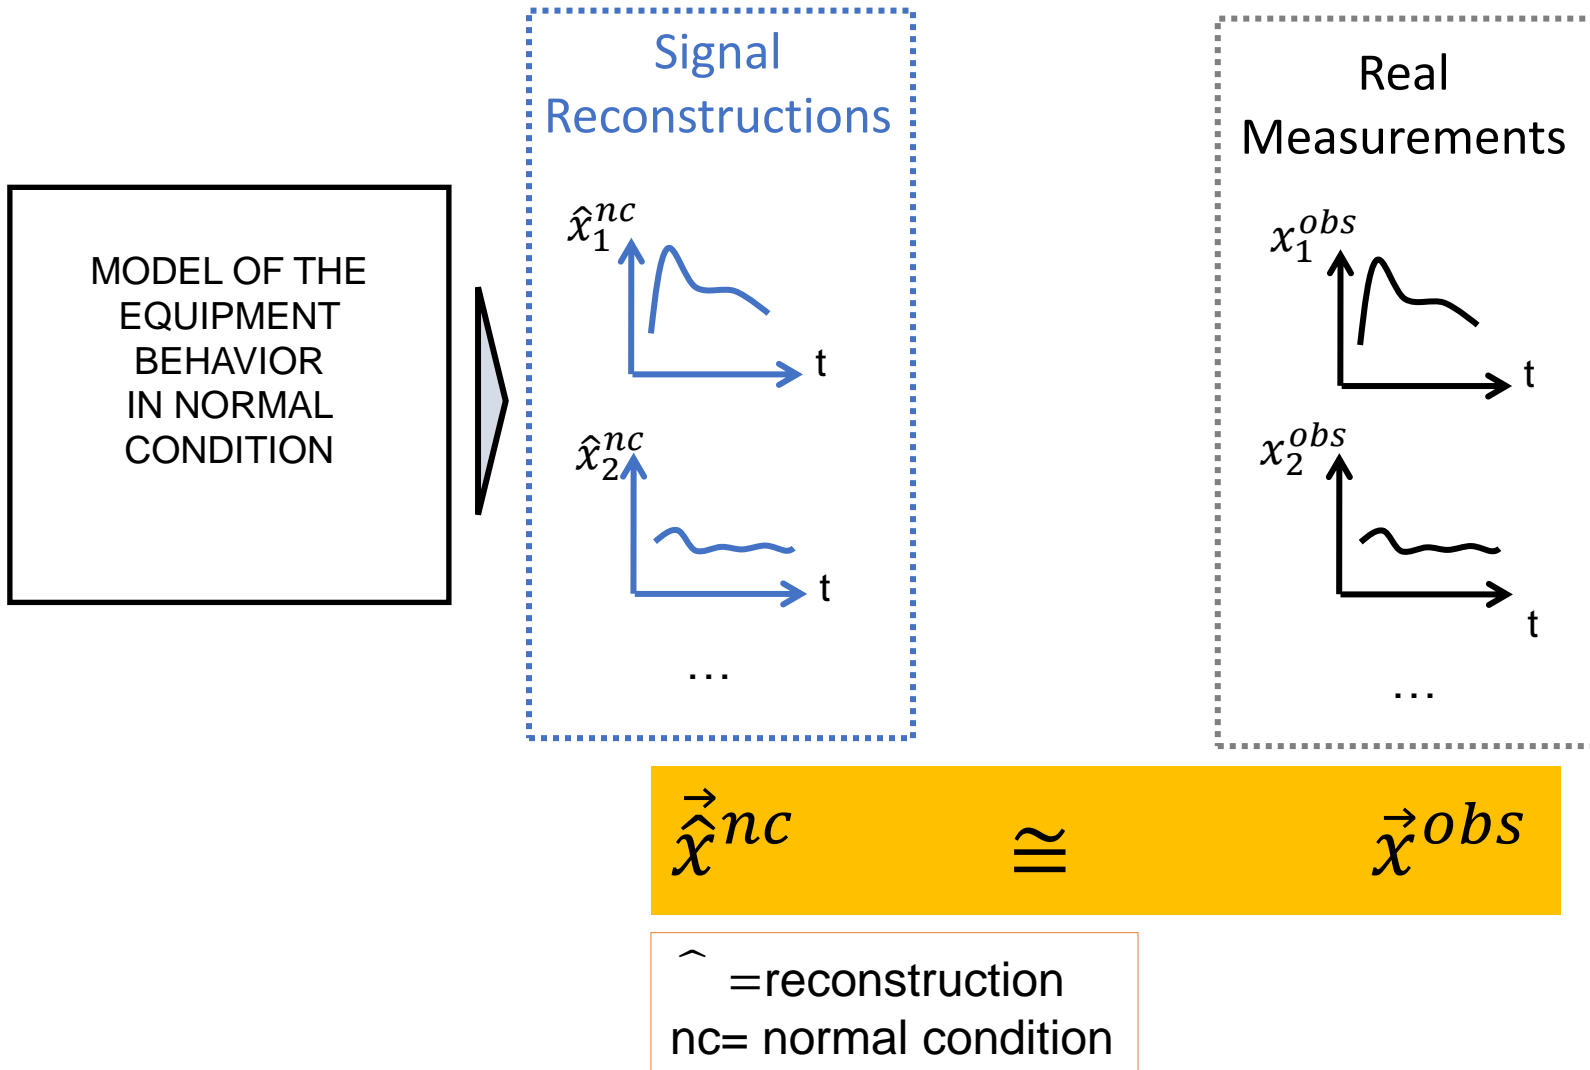 Signal
Reconstructions
Real
Measurements
MODEL OF THE
EQUIPMENT
BEHAVIOR
IN NORMAL
CONDITION
x̂₁ⁿᶜ
t
x₁ᵒᵇˢ
t
x̂₂ⁿᶜ
t
x₂ᵒᵇˢ
t
...
...
x̂⃗ⁿᶜ ≅ x⃗ᵒᵇˢ
^ =reconstruction
nc= normal condition